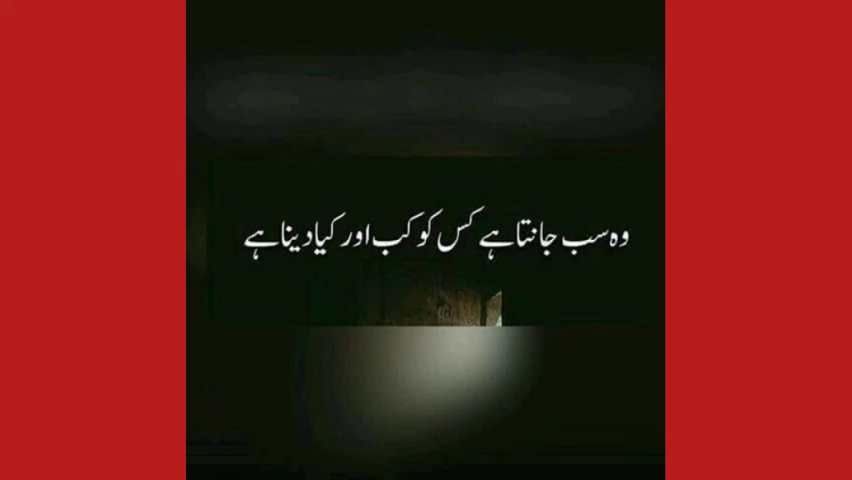 وہ سب جانتا ہے کس کو کب اور کیا دینا ہے